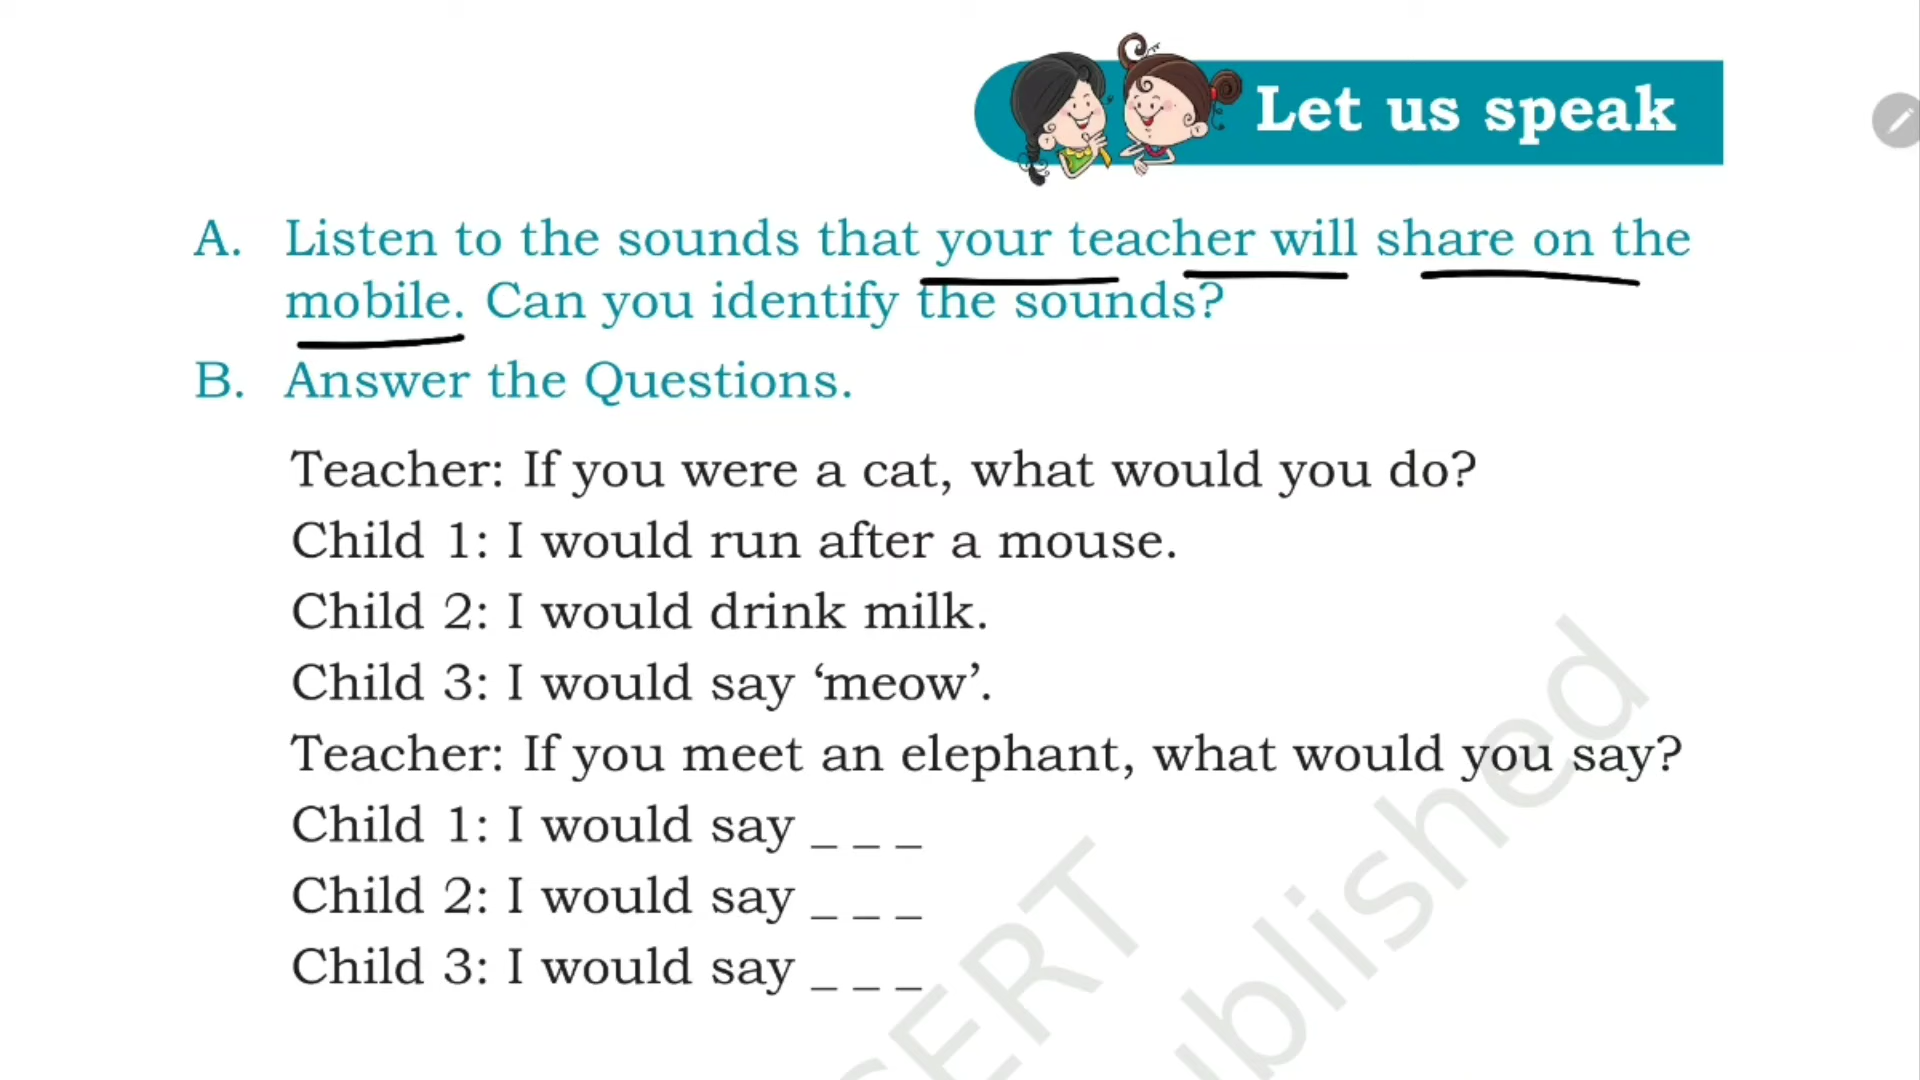 Let us speak
A. Listen to the sounds that your teacher will share on the
mobile. Can you identify the sounds?
B. Answer the Questions.
Teacher: If you were a cat, what would you do?
Child 1: I would run after a mouse.
Child 2: I would drink milk.
Child 3: I would say ‘meow’.
Teacher: If you meet an elephant, what would you say?
Child 1: I would say _ _ _
Child 2: I would say _ _ _
Child 3: I would say _ _ _